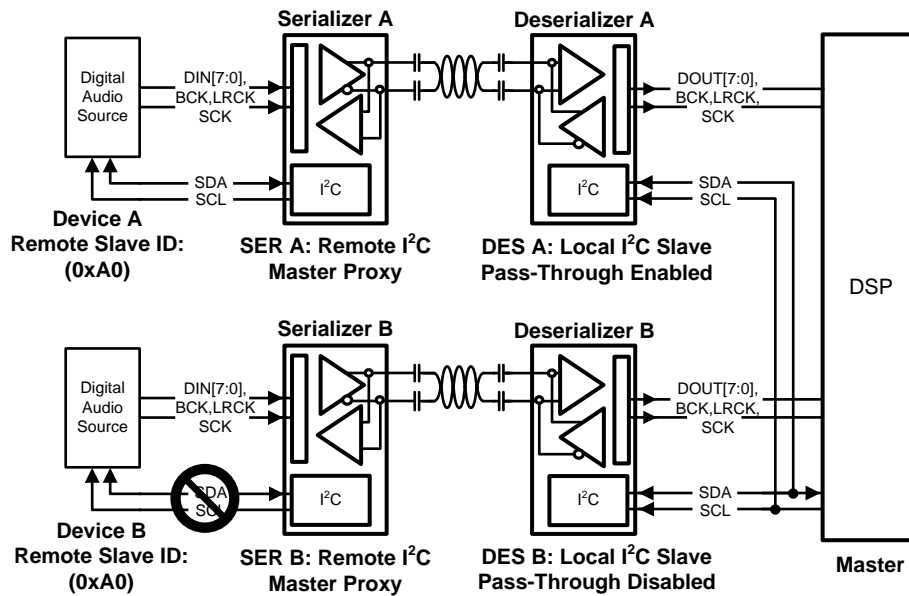 Serializer A
Deserializer A
Digital
Audio
Source
DIN[7:0],
BCK,LRCK
SCK
DOUT[7:0],
BCK,LRCK,
SCK
SDA
SCL
I²C
I²C
SDA
SCL
Device A
Remote Slave ID:
(0xA0)
SER A: Remote I²C
Master Proxy
DES A: Local I²C Slave
Pass-Through Enabled
DSP
Serializer B
Deserializer B
Digital
Audio
Source
DIN[7:0],
BCK,LRCK
SCK
DOUT[7:0],
BCK,LRCK,
SCK
SDA
SCL
I²C
I²C
SDA
SCL
Device B
Remote Slave ID:
(0xA0)
SER B: Remote I²C
Master Proxy
DES B: Local I²C Slave
Pass-Through Disabled
Master